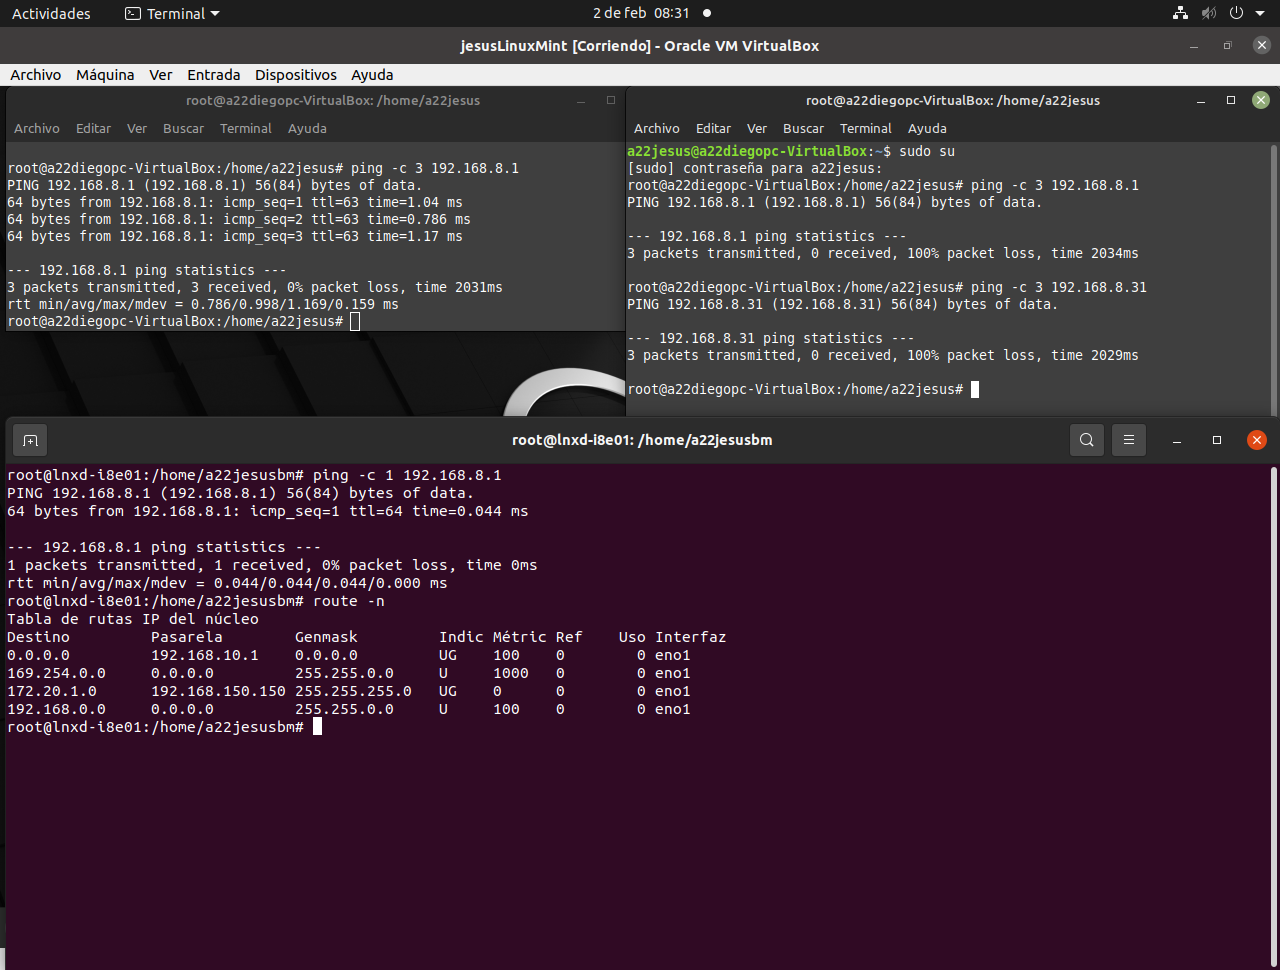 Actividades
Terminal
2 de feb 08:31
jesusLinuxMint [Corriendo] - Oracle VM VirtualBox
Archivo Máquina Ver Entrada Dispositivos Ayuda
root@a22diegopc-VirtualBox: /home/a22jesus
Archivo Editar Ver Buscar Terminal Ayuda
root@a22diegopc-VirtualBox:/home/a22jesus# ping -c 3 192.168.8.1
PING 192.168.8.1 (192.168.8.1) 56(84) bytes of data.
64 bytes from 192.168.8.1: icmp_seq=1 ttl=63 time=1.04 ms
64 bytes from 192.168.8.1: icmp_seq=2 ttl=63 time=0.786 ms
64 bytes from 192.168.8.1: icmp_seq=3 ttl=63 time=1.17 ms
--- 192.168.8.1 ping statistics ---
3 packets transmitted, 3 received, 0% packet loss, time 2031ms
rtt min/avg/max/mdev = 0.786/0.998/1.169/0.159 ms
root@a22diegopc-VirtualBox:/home/a22jesus#
root@a22diegopc-VirtualBox: /home/a22jesus
Archivo Editar Ver Buscar Terminal Ayuda
a22jesus@a22diegopc-VirtualBox:~$ sudo su
[sudo] contraseña para a22jesus:
root@a22diegopc-VirtualBox:/home/a22jesus# ping -c 3 192.168.8.1
PING 192.168.8.1 (192.168.8.1) 56(84) bytes of data.
--- 192.168.8.1 ping statistics ---
3 packets transmitted, 0 received, 100% packet loss, time 2034ms
root@a22diegopc-VirtualBox:/home/a22jesus# ping -c 3 192.168.8.31
PING 192.168.8.31 (192.168.8.31) 56(84) bytes of data.
--- 192.168.8.31 ping statistics ---
3 packets transmitted, 0 received, 100% packet loss, time 2029ms
root@a22diegopc-VirtualBox:/home/a22jesus#
root@lnxd-i8e01: /home/a22jesusbm
root@lnxd-i8e01:/home/a22jesusbm# ping -c 1 192.168.8.1
PING 192.168.8.1 (192.168.8.1) 56(84) bytes of data.
64 bytes from 192.168.8.1: icmp_seq=1 ttl=64 time=0.044 ms
--- 192.168.8.1 ping statistics ---
1 packets transmitted, 1 received, 0% packet loss, time 0ms
rtt min/avg/max/mdev = 0.044/0.044/0.044/0.000 ms
root@lnxd-i8e01:/home/a22jesusbm# route -n
Tabla de rutas IP del núcleo
Destino Pasarela Genmask Indic Métric Ref Uso Interfaz
0.0.0.0 192.168.10.1 0.0.0.0 UG 100 0 0 eno1
169.254.0.0 0.0.0.0 255.255.0.0 U 1000 0 0 eno1
172.20.1.0 192.168.150.150 255.255.255.0 UG 0 0 0 eno1
192.168.0.0 0.0.0.0 255.255.0.0 U 100 0 0 eno1
root@lnxd-i8e01:/home/a22jesusbm#